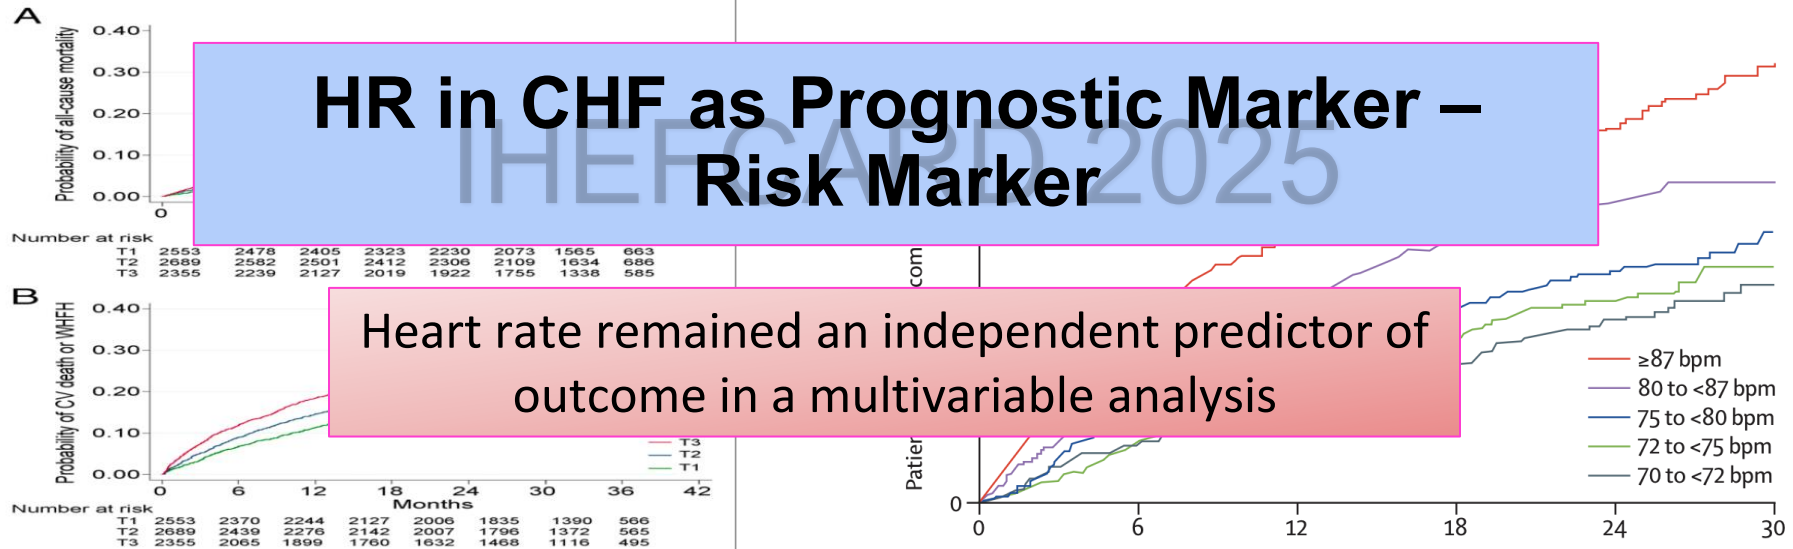 HR in CHF as Prognostic Marker –
Risk Marker
IHEFCARD 2025
Heart rate remained an independent predictor of
outcome in a multivariable analysis
A
Probability of all-cause mortality
0.40
0.30
0.20
0.10
0.00
0
Number at risk
T1 2553 2478 2405 2323 2230 2073 1565 663
T2 2689 2582 2501 2412 2306 2109 1634 686
T3 2355 2239 2127 2019 1922 1755 1338 585
B
Probability of CV death or WHFH
0.40
0.30
0.20
0.10
0.00
T3
T2
T1
0 6 12 18 24 30 36 42
Months
Number at risk
T1 2553 2370 2244 2127 2006 1835 1390 566
T2 2689 2439 2276 2142 2007 1796 1372 565
T3 2355 2065 1899 1760 1632 1468 1116 495
≥87 bpm
80 to <87 bpm
75 to <80 bpm
72 to <75 bpm
70 to <72 bpm
0
0 6 12 18 24 30